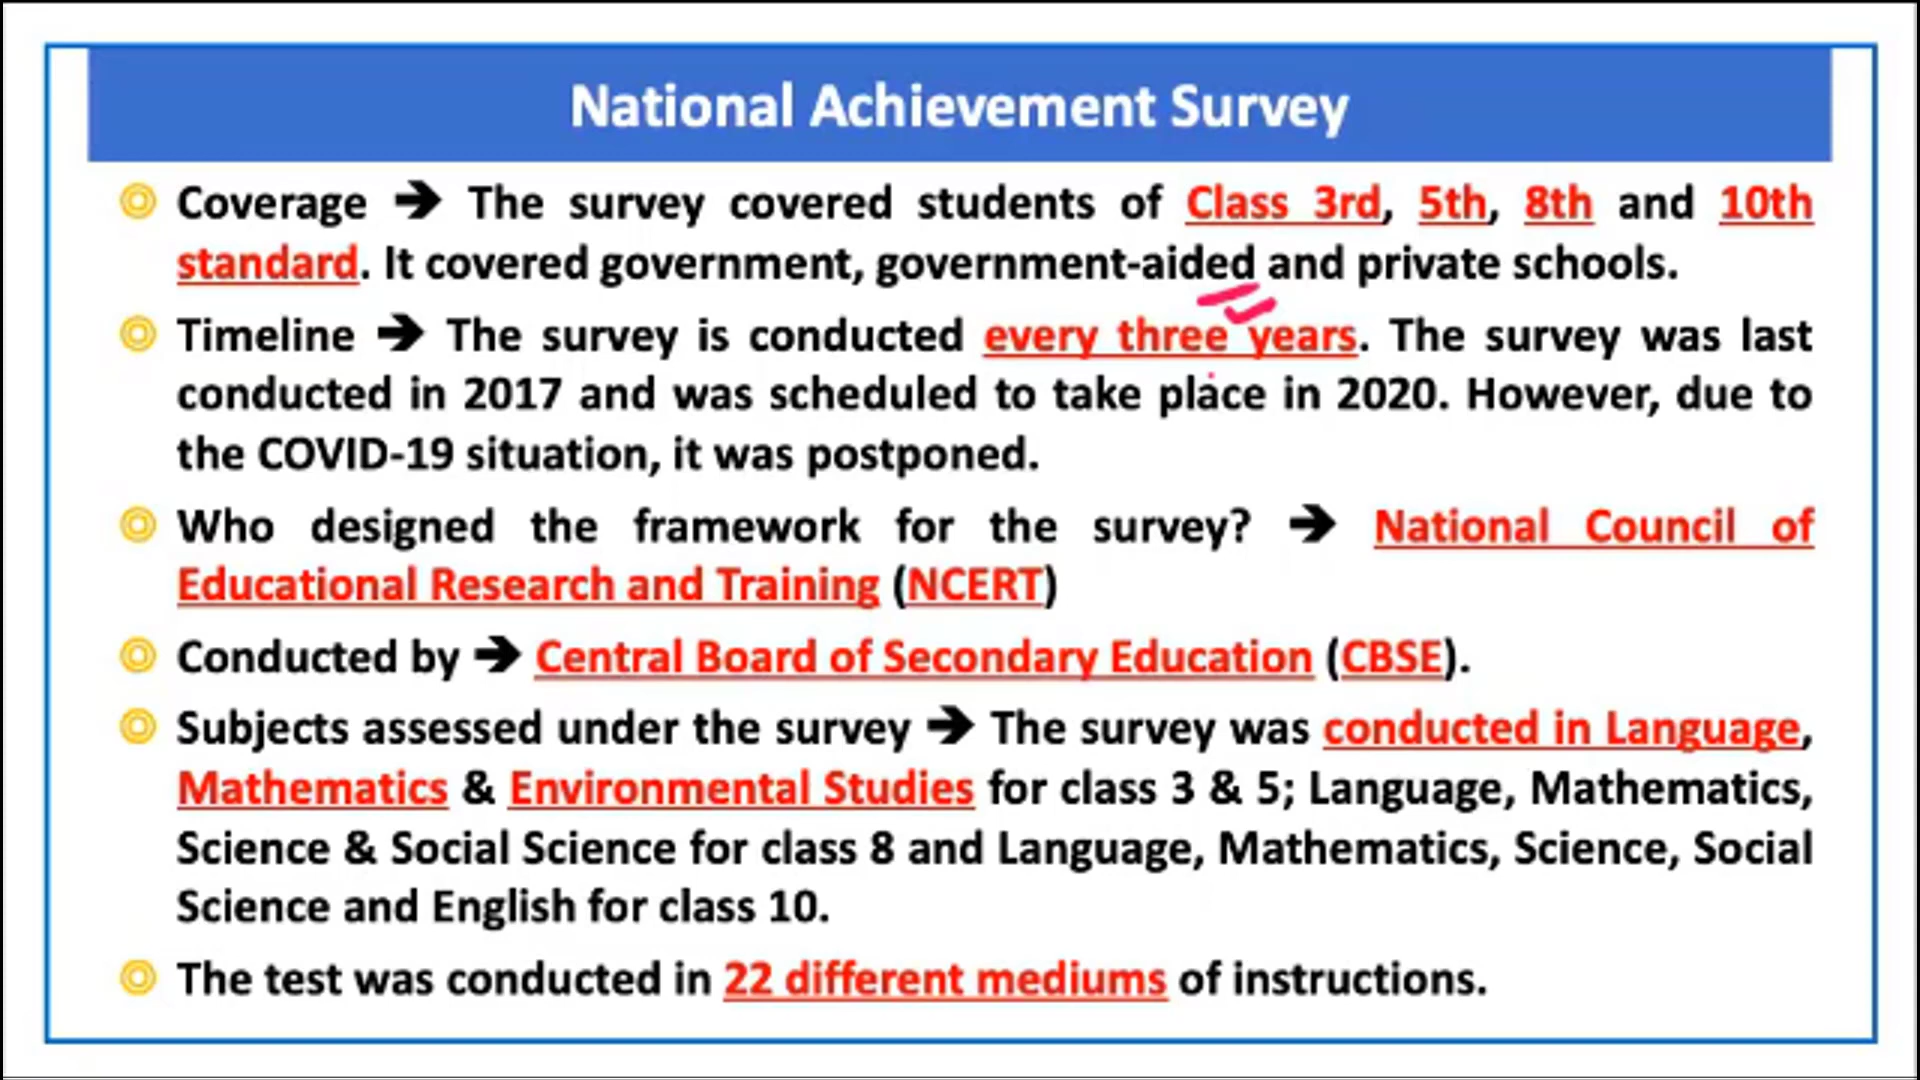 National Achievement Survey
Coverage ➔ The survey covered students of Class 3rd, 5th, 8th and 10th
standard. It covered government, government-aided and private schools.
Timeline ➔ The survey is conducted every three years. The survey was last
conducted in 2017 and was scheduled to take place in 2020. However, due to
the COVID-19 situation, it was postponed.
Who designed the framework for the survey? ➔ National Council of
Educational Research and Training (NCERT)
Conducted by ➔ Central Board of Secondary Education (CBSE).
Subjects assessed under the survey ➔ The survey was conducted in Language,
Mathematics & Environmental Studies for class 3 & 5; Language, Mathematics,
Science & Social Science for class 8 and Language, Mathematics, Science, Social
Science and English for class 10.
The test was conducted in 22 different mediums of instructions.